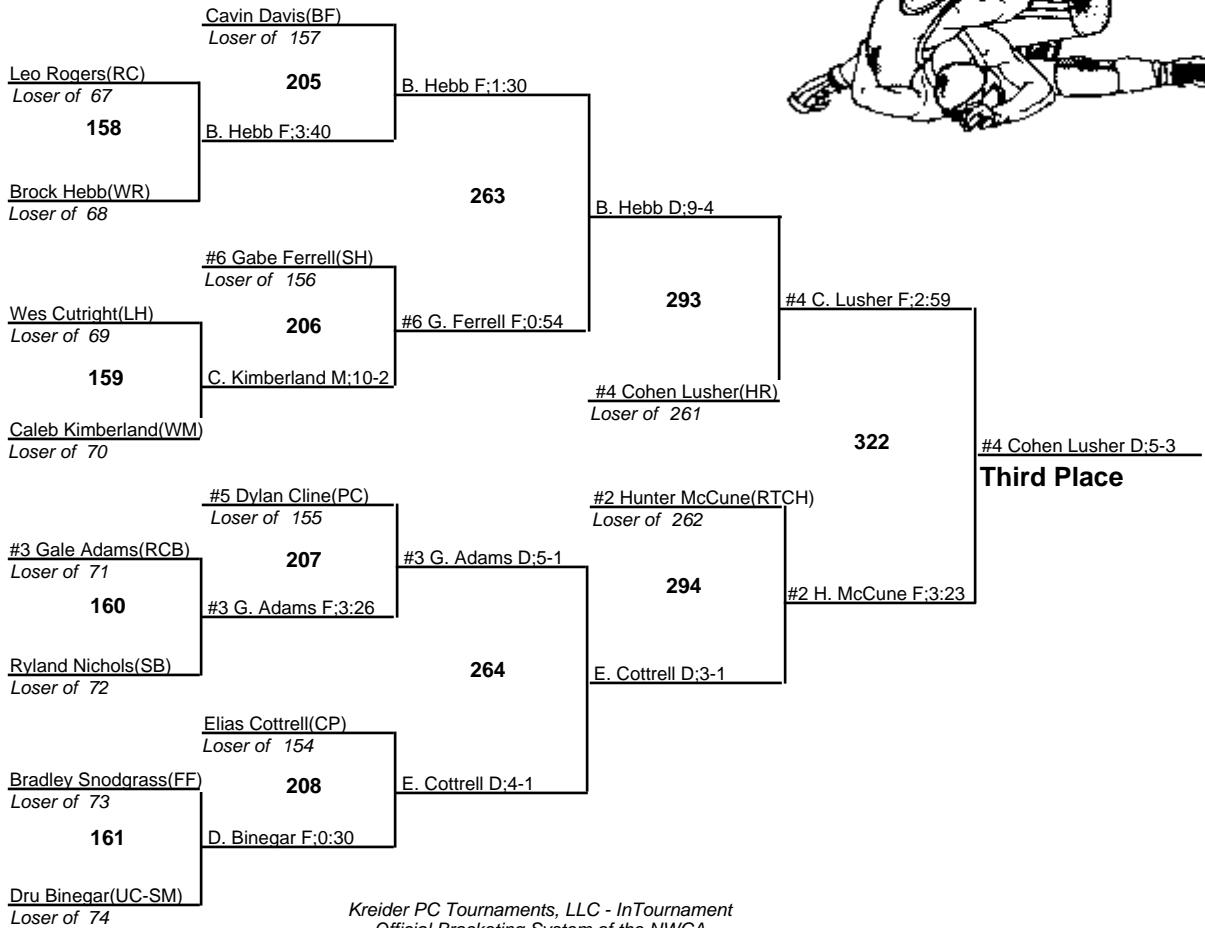 Cavin Davis(BF)
Loser of 157
205
Leo Rogers(RC)
Loser of 67
158
B. Hebb F;1:30
B. Hebb F;3:40
Brock Hebb(WR)
Loser of 68
263
B. Hebb D;9-4
#6 Gabe Ferrell(SH)
Loser of 156
206
Wes Cutright(LH)
Loser of 69
159
#6 G. Ferrell F;0:54
C. Kimberland M;10-2
Caleb Kimberland(WM)
Loser of 70
293
#4 C. Lusher F;2:59
#4 Cohen Lusher(HR)
Loser of 261
322
#4 Cohen Lusher D;5-3
Third Place
#5 Dylan Cline(PC)
Loser of 155
207
#3 Gale Adams(RCB)
Loser of 71
160
#3 G. Adams D;5-1
#3 G. Adams F;3:26
Ryland Nichols(SB)
Loser of 72
#2 Hunter McCune(RTCH)
Loser of 262
294
#2 H. McCune F;3:23
264
E. Cottrell D;3-1
Elias Cottrell(CP)
Loser of 154
208
Bradley Snodgrass(FF)
Loser of 73
161
E. Cottrell D;4-1
D. Binegar F;0:30
Dru Binegar(UC-SM)
Loser of 74
Kreider PC Tournaments, LLC - InTournament
Official Bracketing System of the NWCA